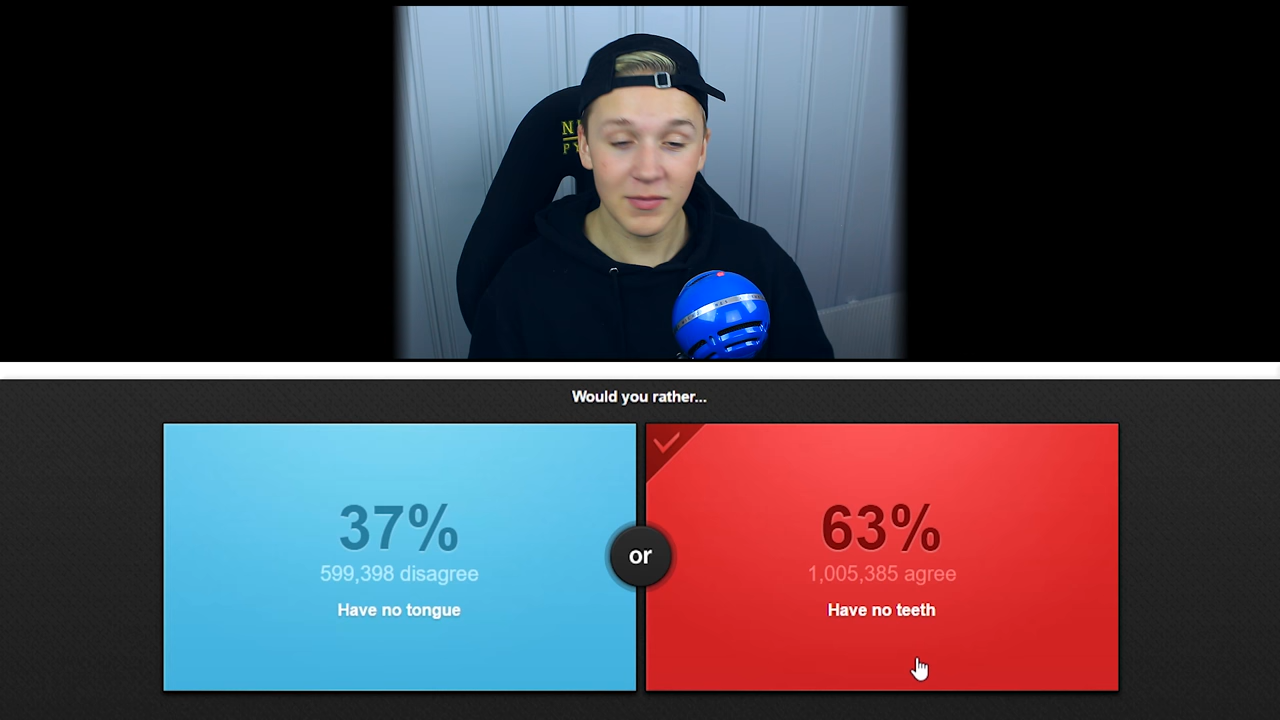 Would you rather...
37%
599,398 disagree
Have no tongue
or
63%
1,005,385 agree
Have no teeth